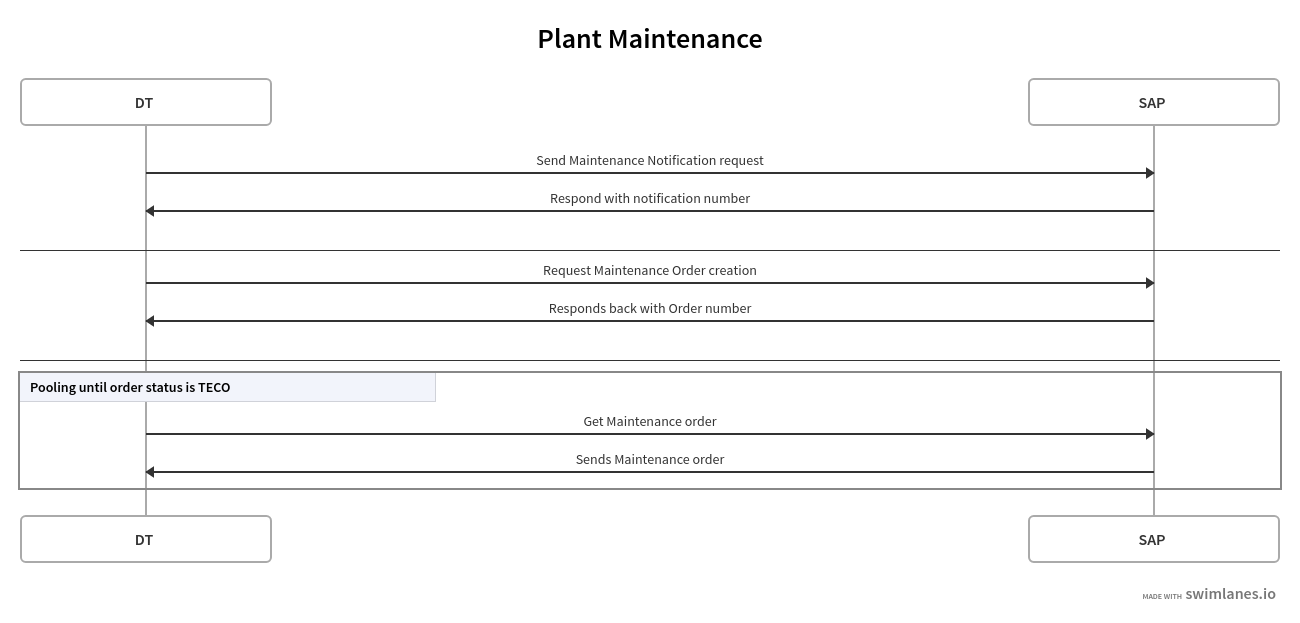 Plant Maintenance
DT
SAP
Send Maintenance Notification request
Respond with notification number
Request Maintenance Order creation
Responds back with Order number
Pooling until order status is TECO
Get Maintenance order
Sends Maintenance order
DT
SAP
MADE WITH swimlanes.io